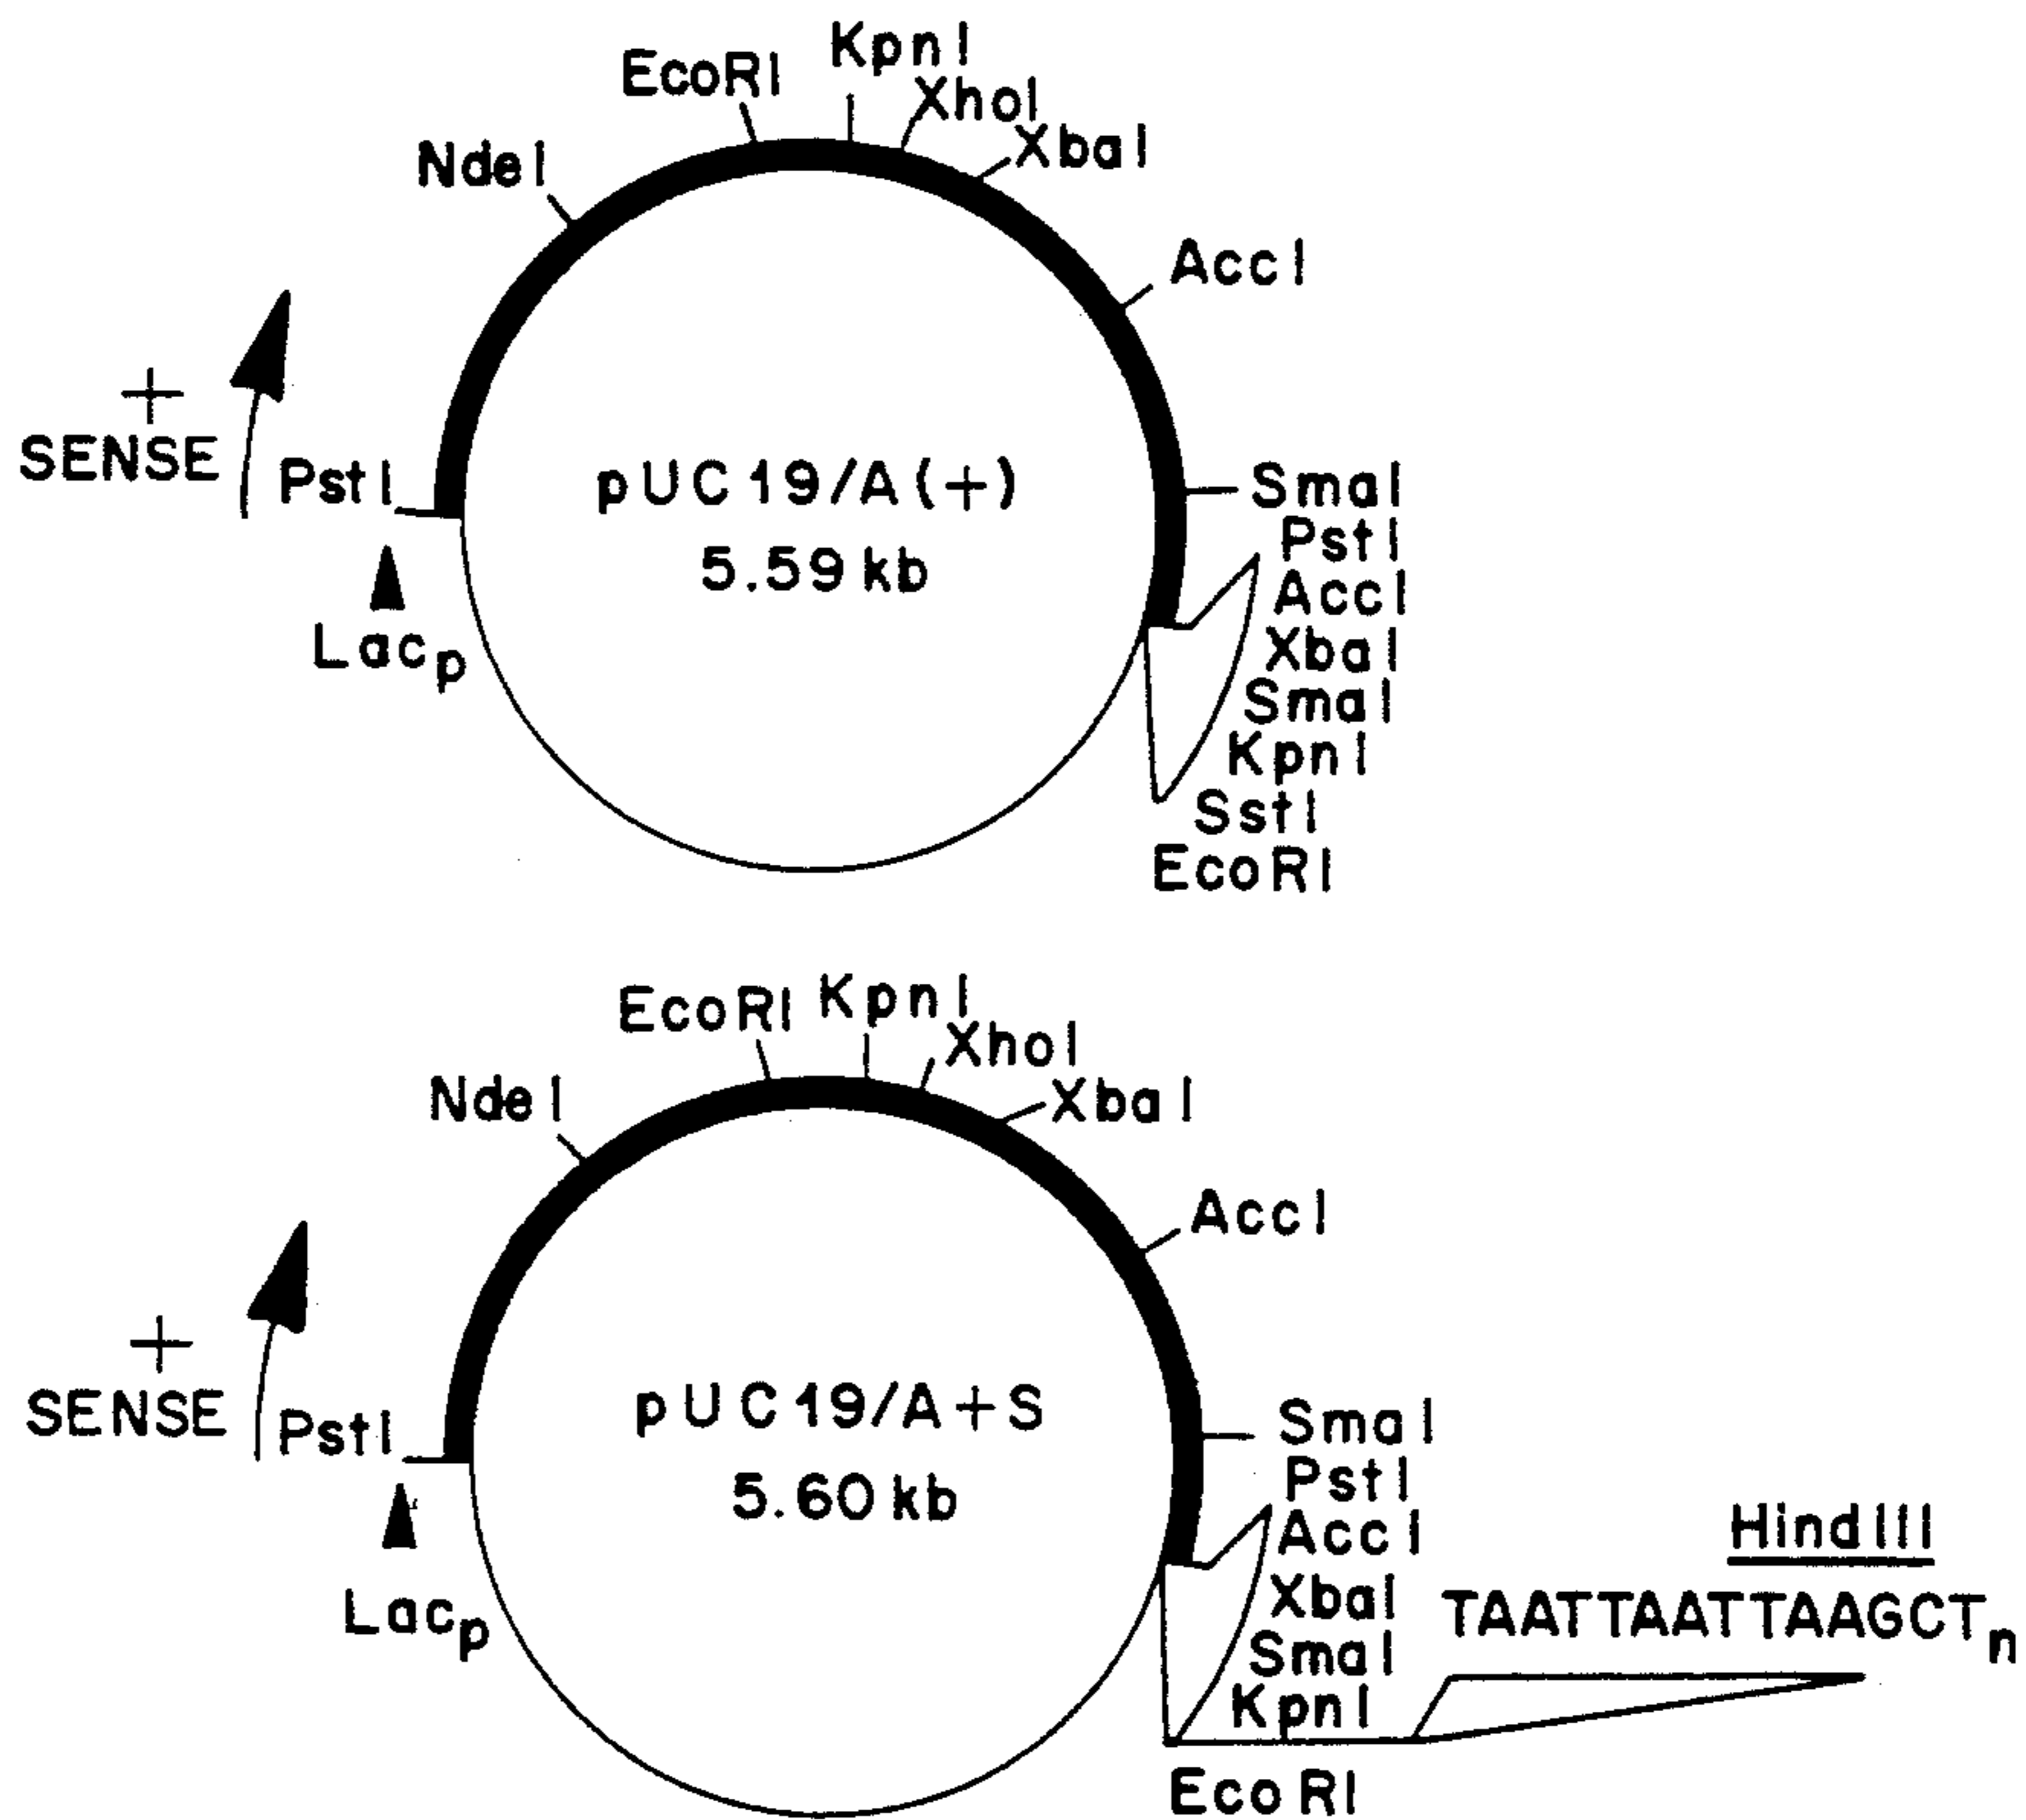 EcoRI
KpnI
XhoI
XbaI
NdeI
AccI
+
SENSE
PstI
pUC19/A(+)
5.59 kb
SmaI
PstI
AccI
XbaI
SmaI
KpnI
SstI
EcoRI
Lacp
EcoRI
KpnI
XhoI
XbaI
NdeI
AccI
+
SENSE
PstI
pUC19/A+S
5.60 kb
SmaI
PstI
AccI
XbaI
SmaI
KpnI
EcoRI
HindIII
TAATTAATTAAGCTn
Lacp